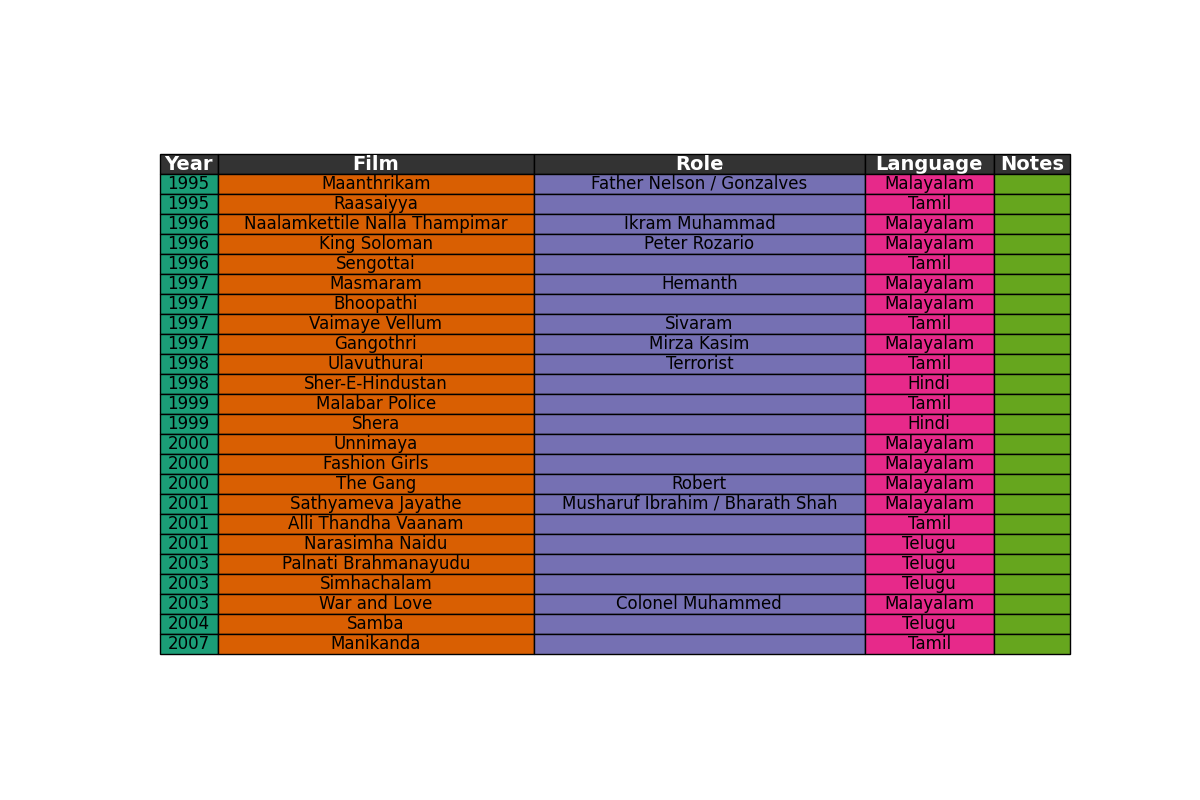 Year Film Role Language Notes
1995 Maanthrikam Father Nelson / Gonzalves Malayalam
1995 Raasaiyya Tamil
1996 Naalamkettile Nalla Thampimar Ikram Muhammad Malayalam
1996 King Soloman Peter Rozario Malayalam
1996 Sengottai Tamil
1997 Masmaram Hemanth Malayalam
1997 Bhoopathi Malayalam
1997 Vaimaye Vellum Sivaram Tamil
1997 Gangothri Mirza Kasim Malayalam
1998 Ulavuthurai Terrorist Tamil
1998 Sher-E-Hindustan Hindi
1999 Malabar Police Tamil
1999 Shera Hindi
2000 Unnimaya Malayalam
2000 Fashion Girls Malayalam
2000 The Gang Robert Malayalam
2001 Sathyameva Jayathe Musharuf Ibrahim / Bharath Shah Malayalam
2001 Alli Thandha Vaanam Tamil
2001 Narasimha Naidu Telugu
2003 Palnati Brahmanayudu Telugu
2003 Simhachalam Telugu
2003 War and Love Colonel Muhammed Malayalam
2004 Samba Telugu
2007 Manikanda Tamil